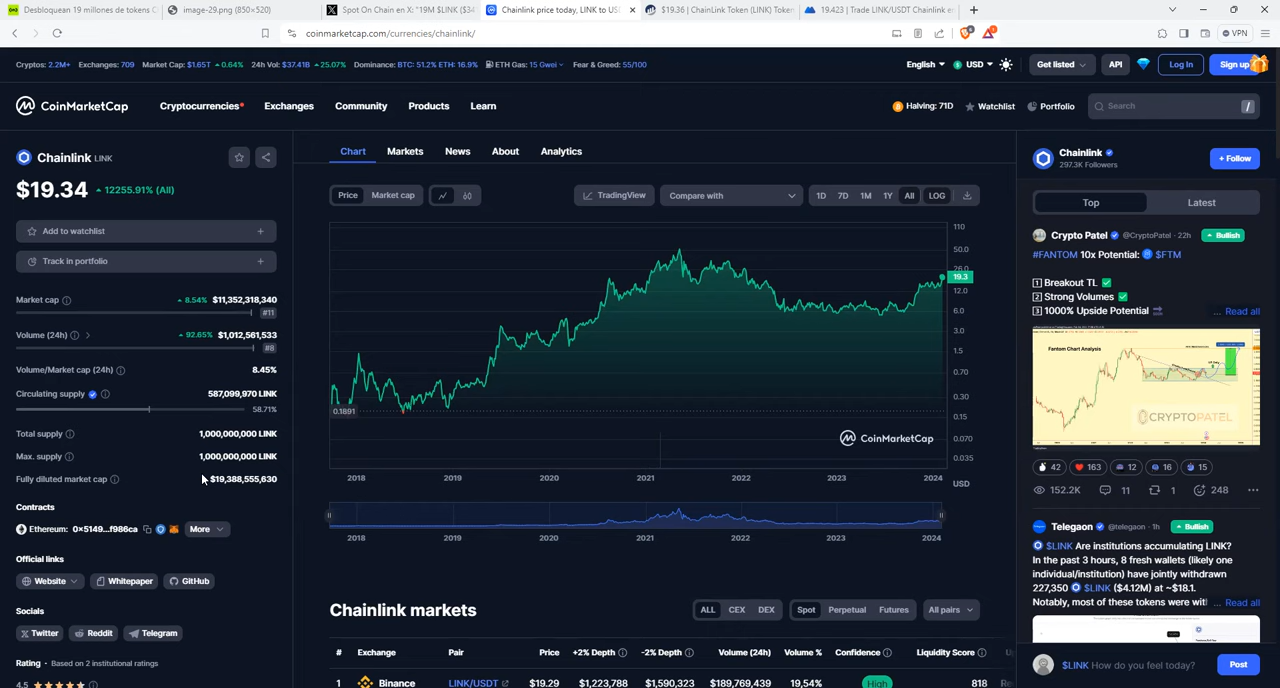 Desbloquean 19 millones de tokens C
image-29.png (850×520)
Spot On Chain en X: "19M $LINK ($34
Chainlink price today, LINK to USD
$19.36 | ChainLink Token (LINK) Token
19.423 | Trade LINK/USDT Chainlink e
coinmarketcap.com/currencies/chainlink/
VPN
Cryptos: 2.2M+ Exchanges: 709 Market Cap: $1.65T 0.64% 24h Vol: $37.41B 25.07% Dominance: BTC: 51.2% ETH: 16.9% ETH Gas: 15 Gwei Fear & Greed: 55/100
English USD Get listed API Log In Sign up
CoinMarketCap Cryptocurrencies Exchanges Community Products Learn
Halving: 71D Watchlist Portfolio Search /
Chainlink LINK
$19.34 12255.91% (All)
Add to watchlist +
Track in portfolio +
Market cap 8.54% $11,352,318,340
#11
Volume (24h) 92.65% $1,012,561,533
#8
Volume/Market cap (24h) 8.45%
Circulating supply 587,099,970 LINK
58.71%
Total supply 1,000,000,000 LINK
Max. supply 1,000,000,000 LINK
Fully diluted market cap $19,388,555,630
Contracts
Ethereum: 0x5149...f986ca More
Official links
Website Whitepaper GitHub
Socials
Twitter Reddit Telegram
Rating · Based on 2 institutional ratings
4.5
Chart Markets News About Analytics
Price Market cap TradingView Compare with 1D 7D 1M 1Y All LOG
110
50.0
26.0
19.3
12.0
6.0
3.0
1.5
0.70
0.30
0.15
0.070
0.035
0.1891
CoinMarketCap
2018 2019 2020 2021 2022 2023 2024 USD
2018 2019 2020 2021 2022 2023 2024
Chainlink markets
ALL CEX DEX Spot Perpetual Futures All pairs
# Exchange Pair Price +2% Depth -2% Depth Volume (24h) Volume % Confidence Liquidity Score
1 Binance LINK/USDT $19.29 $1,223,788 $1,590,323 $189,769,439 19,54% High 818
Chainlink
297.3K Followers
+ Follow
Top Latest
Crypto Patel @CryptoPatel · 22h Bullish
#FANTOM 10x Potential: $FTM
1 Breakout TL
2 Strong Volumes
3 1000% Upside Potential ... Read all
Fantom Chart Analysis
CRYPTOPATEL
42 163 12 16 15
152.2K 11 1 248
Telegaon @telegaon · 1h Bullish
$LINK Are institutions accumulating LINK?
In the past 3 hours, 8 fresh wallets (likely one
individual/institution) have jointly withdrawn
227,350 $LINK ($4.12M) at ~$18.1.
Notably, most of these tokens were wit ... Read all
$LINK How do you feel today? Post